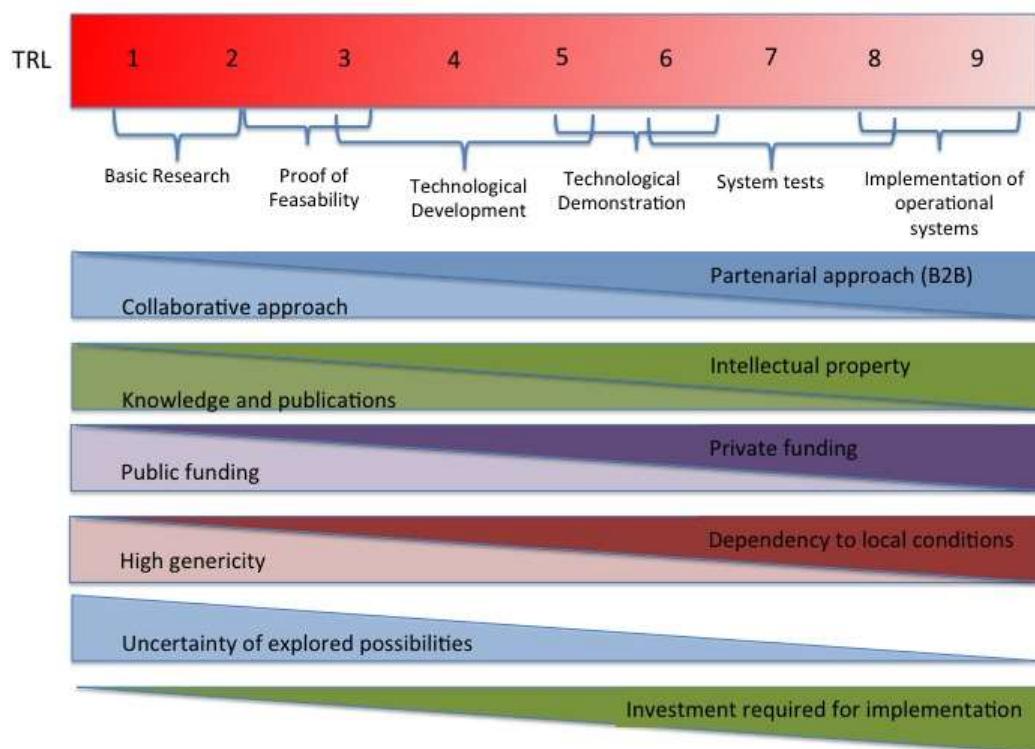 TRL 1 2 3 4 5 6 7 8 9
Basic Research
Proof of
Feasability
Technological
Development
Technological
Demonstration
System tests
Implementation of
operational
systems
Partenarial approach (B2B)
Collaborative approach
Intellectual property
Knowledge and publications
Private funding
Public funding
Dependency to local conditions
High genericity
Uncertainty of explored possibilities
Investment required for implementation